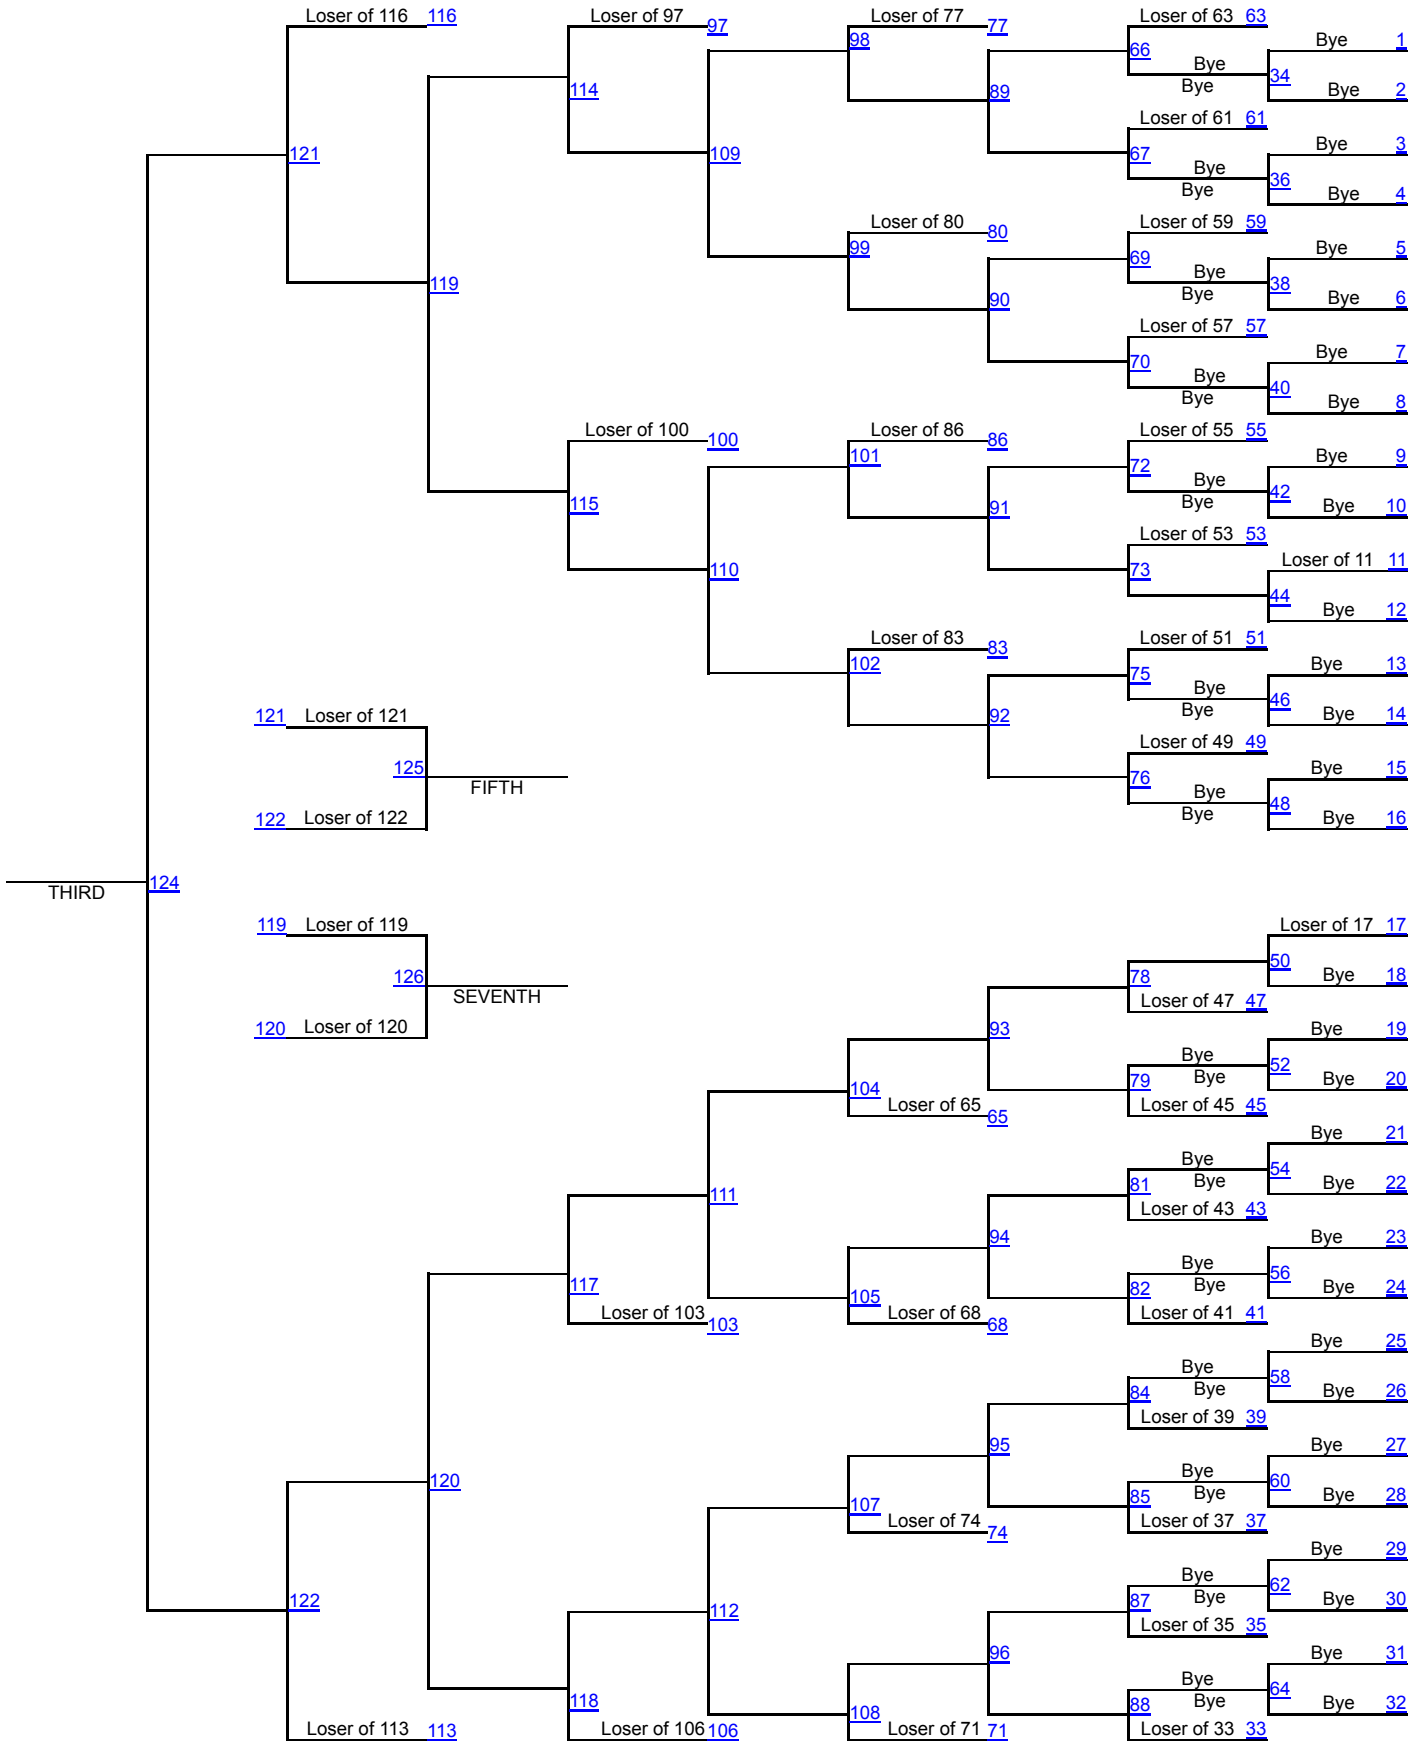 Loser of 116 116
Loser of 97 97
Loser of 77 77
Loser of 63 63
Bye 1
98
66
Bye
34
Bye
114
89
Bye 2
Loser of 61 61
Bye 3
121
109
67
Bye
36
Bye
Bye 4
Loser of 80 80
Loser of 59 59
99
Bye 5
69
Bye
38
Bye
119
90
Bye 6
Loser of 57 57
Bye 7
70
Bye
40
Bye
Bye 8
Loser of 100 100
Loser of 86 86
Loser of 55 55
101
Bye 9
72
Bye
42
Bye
115
91
Bye 10
Loser of 53 53
Loser of 11 11
110
73
44
Bye 12
Loser of 83 83
Loser of 51 51
102
Bye 13
75
Bye
46
Bye
121 Loser of 121
92
Bye 14
Loser of 49 49
125
FIFTH
Bye 15
76
Bye
48
Bye
122 Loser of 122
Bye 16
124
THIRD
119 Loser of 119
Loser of 17 17
126
SEVENTH
78
50
Bye 18
Loser of 47 47
120 Loser of 120
93
Bye 19
Bye
52
Bye
79
Bye 20
104
Loser of 65 65
Loser of 45 45
Bye 21
Bye
54
Bye
81
Bye 22
111
Loser of 43 43
94
Bye 23
Bye
56
Bye
82
Bye 24
117
105
Loser of 103 103
Loser of 68 68
Loser of 41 41
Bye 25
Bye
58
Bye
84
Bye 26
Loser of 39 39
95
Bye 27
120
Bye
60
Bye
85
Bye 28
107
Loser of 74 74
Loser of 37 37
Bye 29
Bye
62
Bye
87
Bye 30
122
112
Loser of 35 35
96
Bye 31
Bye
64
Bye
88
Bye 32
118
108
Loser of 113 113
Loser of 106 106
Loser of 71 71
Loser of 33 33